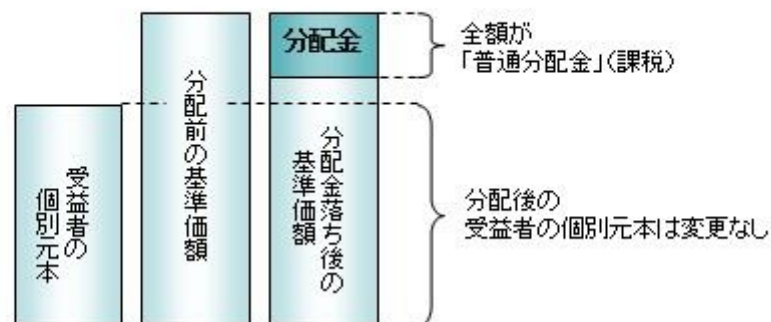 受益者の
個別元本
分配前の基準価額
分配金
分配金落ち後の
基準価額
全額が
「普通分配金」(課税)
分配後の
受益者の個別元本は変更なし